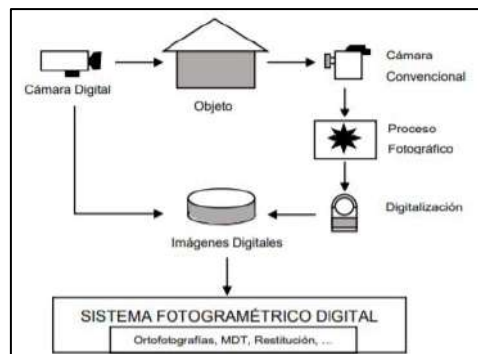 Cámara Digital
Objeto
Cámara
Convencional
Proceso
Fotográfico
Digitalización
Imágenes Digitales
SISTEMA FOTOGRAMÉTRICO DIGITAL
Ortofotografías, MDT, Restitución, ...